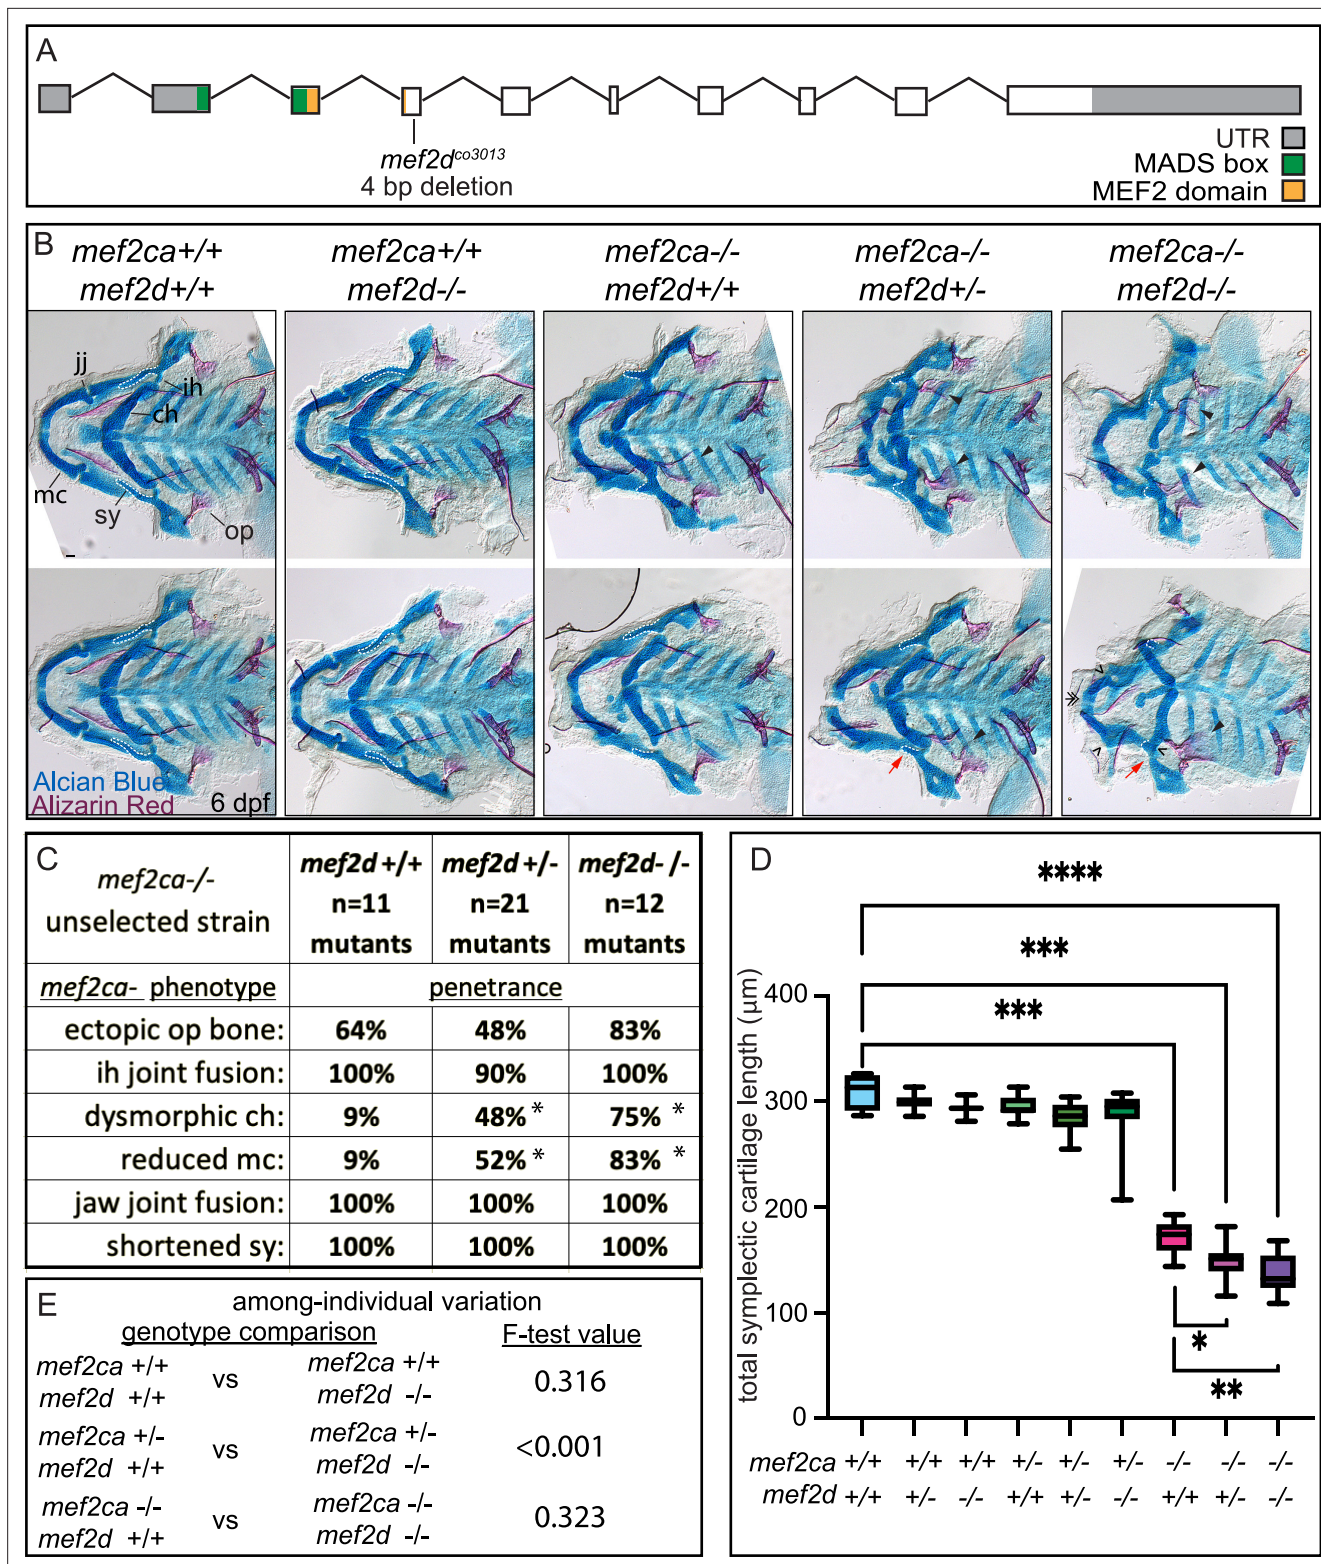 A
mef2d^co3013
4 bp deletion
UTR
MADS box
MEF2 domain
B
mef2ca+/+
mef2d+/+
mef2ca+/+
mef2d-/-
mef2ca-/-
mef2d+/+
mef2ca-/-
mef2d+/-
mef2ca-/-
mef2d-/-
jj
ih
ch
mc
sy
op
Alcian Blue
Alizarin Red
6 dpf
C
mef2ca-/-
unselected strain
mef2d +/+
n=11
mutants
mef2d +/-
n=21
mutants
mef2d- /-
n=12
mutants
mef2ca- phenotype penetrance
ectopic op bone: 64% 48% 83%
ih joint fusion: 100% 90% 100%
dysmorphic ch: 9% 48% * 75% *
reduced mc: 9% 52% * 83% *
jaw joint fusion: 100% 100% 100%
shortened sy: 100% 100% 100%
D
****
***
***
*
**
total symplectic cartilage length (µm)
400
300
200
100
0
mef2ca +/+ +/+ +/+ +/- +/- +/- -/- -/- -/-
mef2d +/+ +/- -/- +/+ +/- -/- +/+ +/- -/-
E
among-individual variation
genotype comparison F-test value
mef2ca +/+ mef2ca +/+
vs 0.316
mef2d +/+ mef2d -/-
mef2ca +/- mef2ca +/-
vs <0.001
mef2d +/+ mef2d -/-
mef2ca -/- mef2ca -/-
vs 0.323
mef2d +/+ mef2d -/-